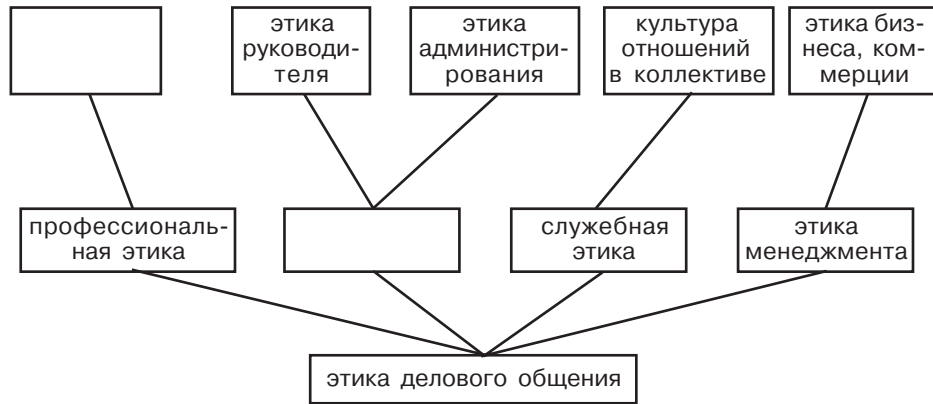 этика
руководи-
теля
этика
администри-
рования
культура
отношений
в коллективе
этика биз-
неса, ком-
мерции
профессиональ-
ная этика
служебная
этика
этика
менеджмента
этика делового общения